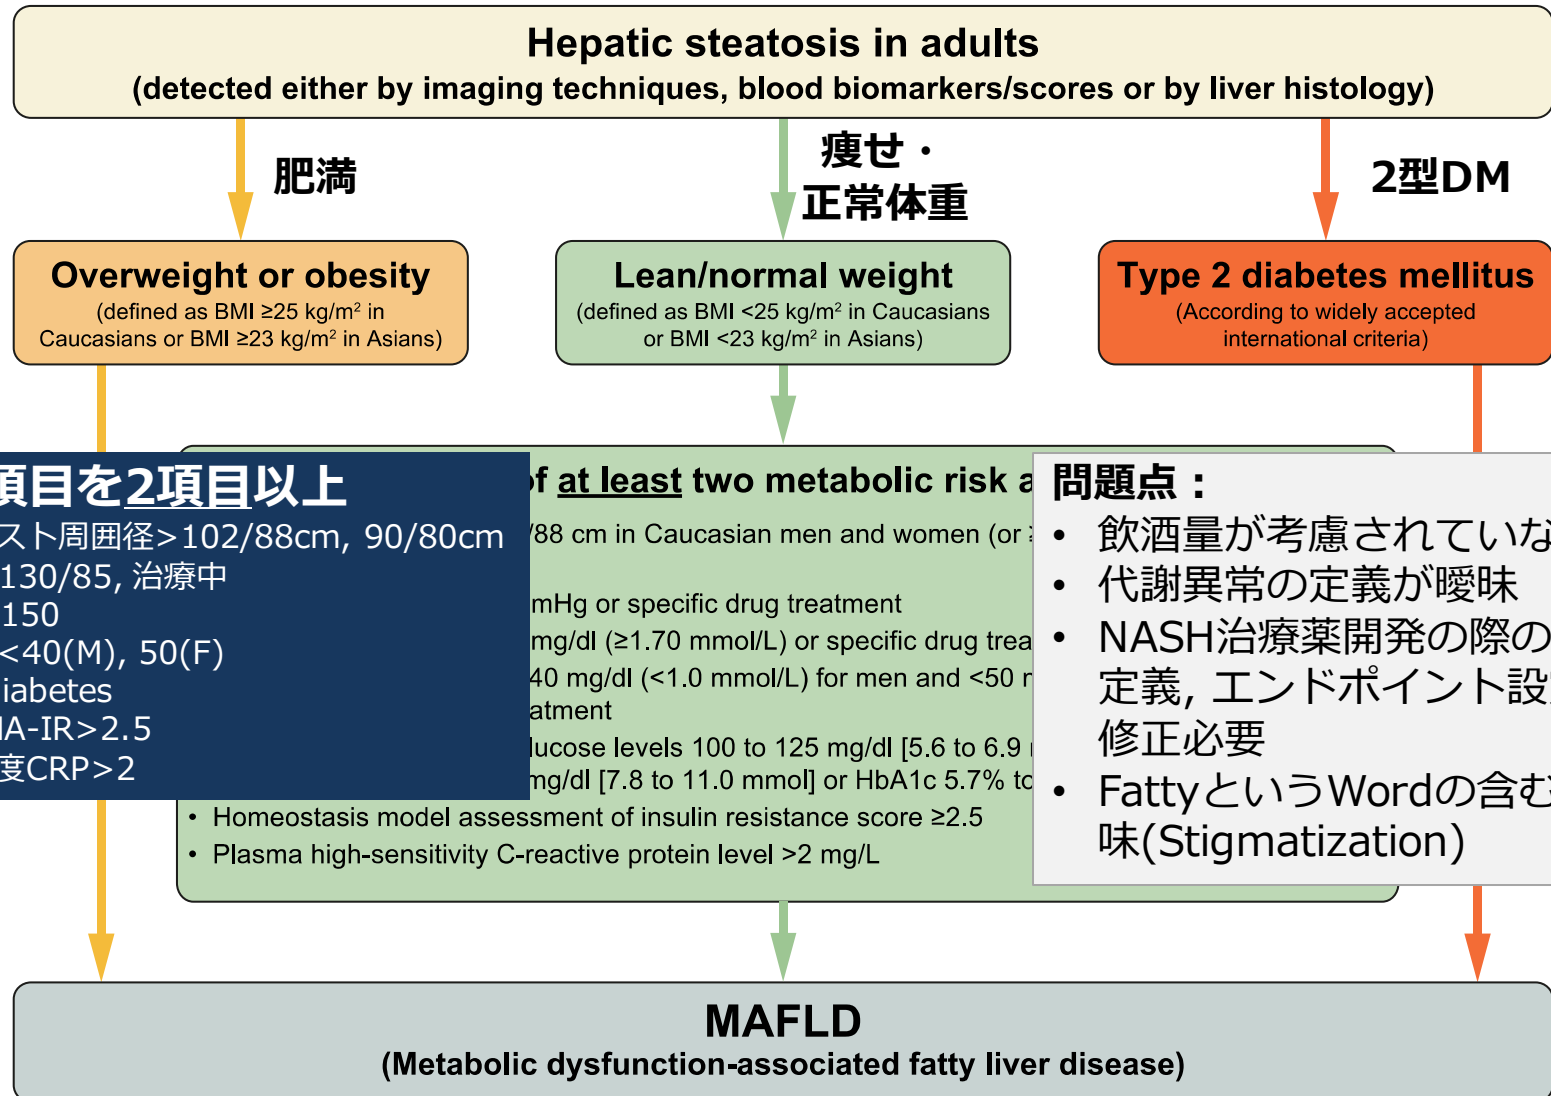 Hepatic steatosis in adults
(detected either by imaging techniques, blood biomarkers/scores or by liver histology)
肥満
痩せ・
正常体重
2型DM
Overweight or obesity
(defined as BMI ≥25 kg/m² in
Caucasians or BMI ≥23 kg/m² in Asians)
Lean/normal weight
(defined as BMI <25 kg/m² in Caucasians
or BMI <23 kg/m² in Asians)
Type 2 diabetes mellitus
(According to widely accepted
international criteria)
項目を2項目以上
スト周囲径>102/88cm, 90/80cm
130/85, 治療中
150
<40(M), 50(F)
diabetes
A-IR>2.5
度CRP>2
of at least two metabolic risk a
/88 cm in Caucasian men and women (or
mHg or specific drug treatment
mg/dl (≥1.70 mmol/L) or specific drug trea
40 mg/dl (<1.0 mmol/L) for men and <50
atment
lucose levels 100 to 125 mg/dl [5.6 to 6.9
mg/dl [7.8 to 11.0 mmol] or HbA1c 5.7% to
• Homeostasis model assessment of insulin resistance score ≥2.5
• Plasma high-sensitivity C-reactive protein level >2 mg/L
問題点：
• 飲酒量が考慮されていな
• 代謝異常の定義が曖昧
• NASH治療薬開発の際の
定義, エンドポイント設
修正必要
• FattyというWordの含む
味(Stigmatization)
MAFLD
(Metabolic dysfunction-associated fatty liver disease)